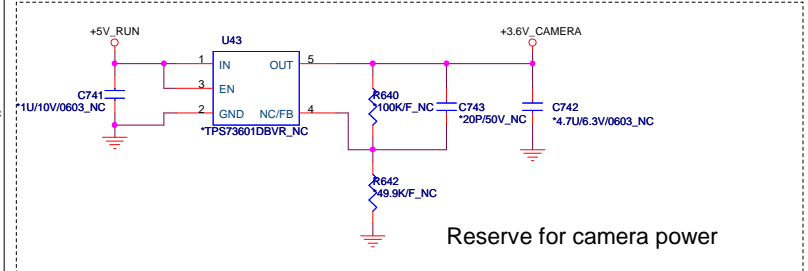 +5V_RUN
+3.6V_CAMERA
U43
1 IN OUT 5
3 EN
2 GND NC/FB 4
*TPS73601DBVR_NC
C741
*1U/10V/0603_NC
R640
*100K/F_NC
C743
*20P/50V_NC
C742
*4.7U/6.3V/0603_NC
R642
*49.9K/F_NC
Reserve for camera power